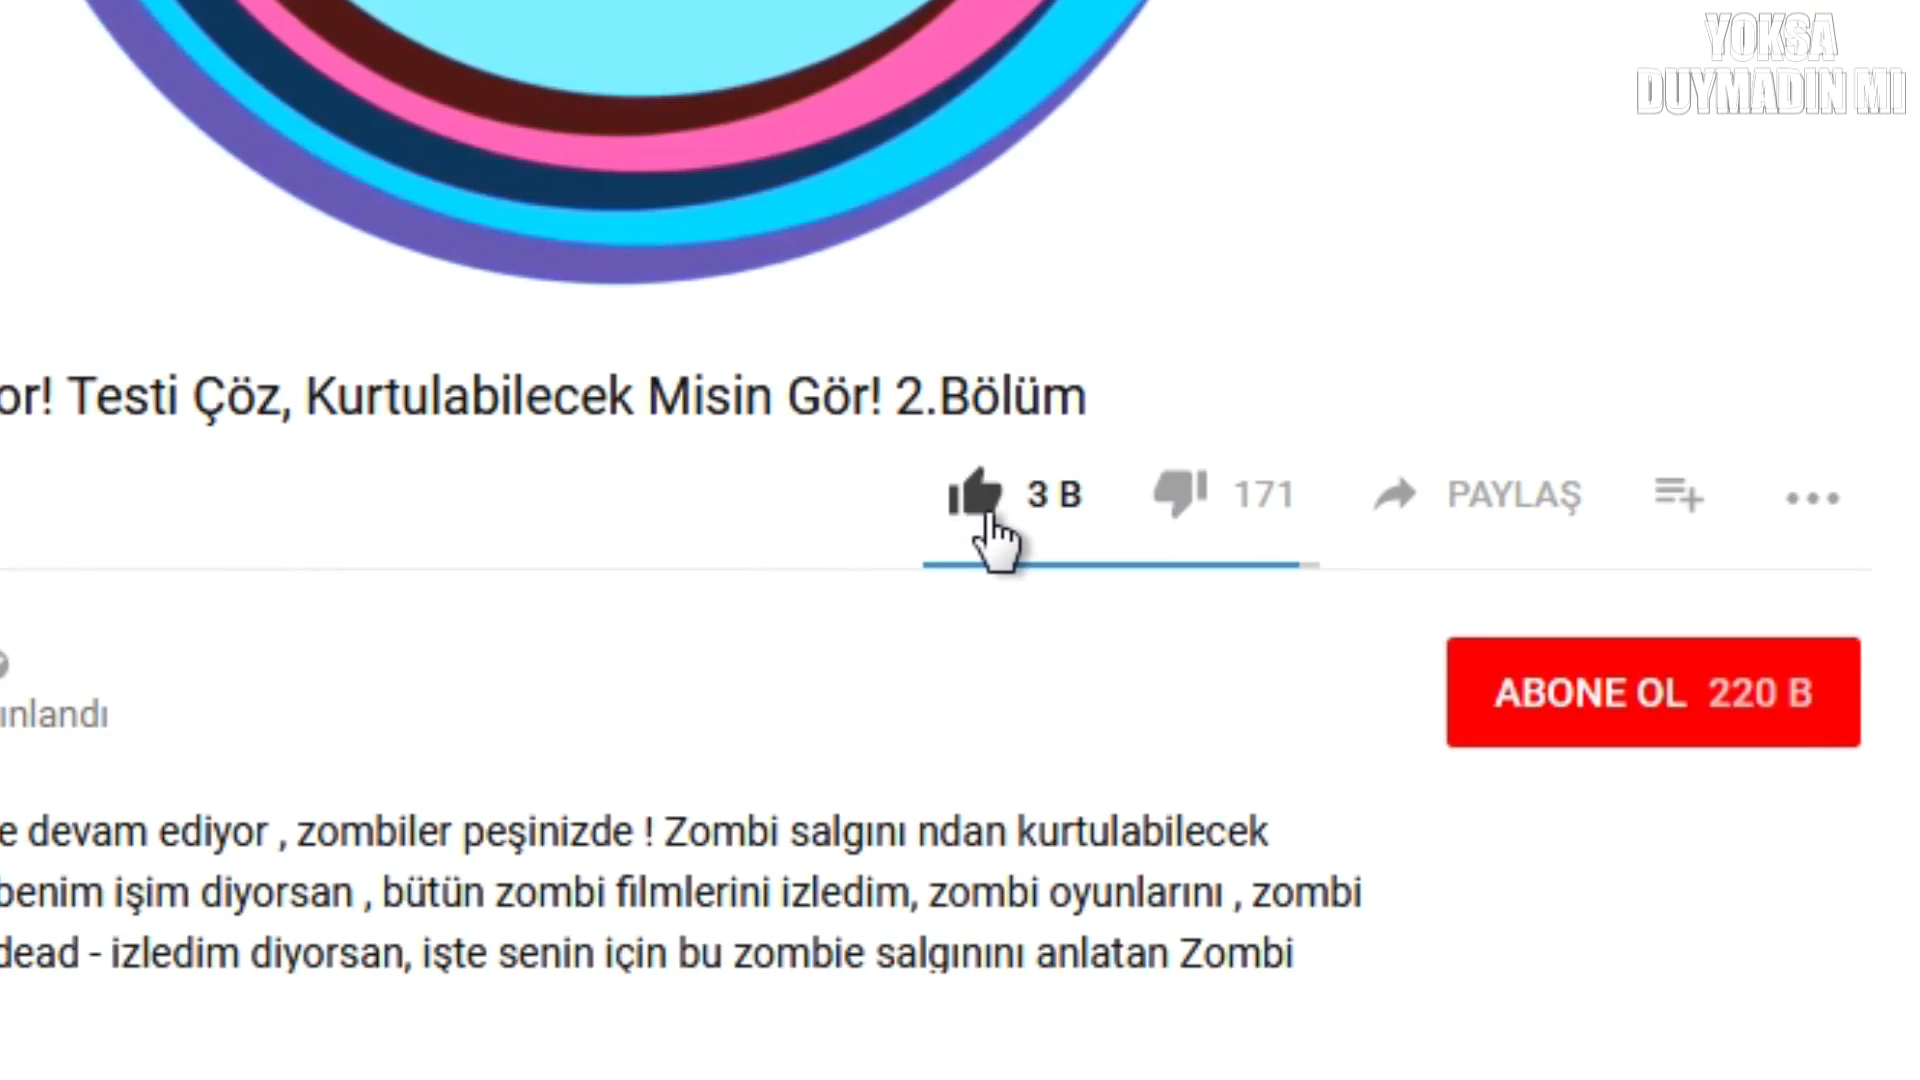 YOKSA
DUYMADIN MI
or! Testi Çöz, Kurtulabilecek Misin Gör! 2.Bölüm
3 B 171 PAYLAŞ
ınlandı
ABONE OL 220 B
e devam ediyor , zombiler peşinizde ! Zombi salgını ndan kurtulabilecek
benim işim diyorsan , bütün zombi filmlerini izledim, zombi oyunlarını , zombi
dead - izledim diyorsan, işte senin için bu zombie salgınını anlatan Zombi